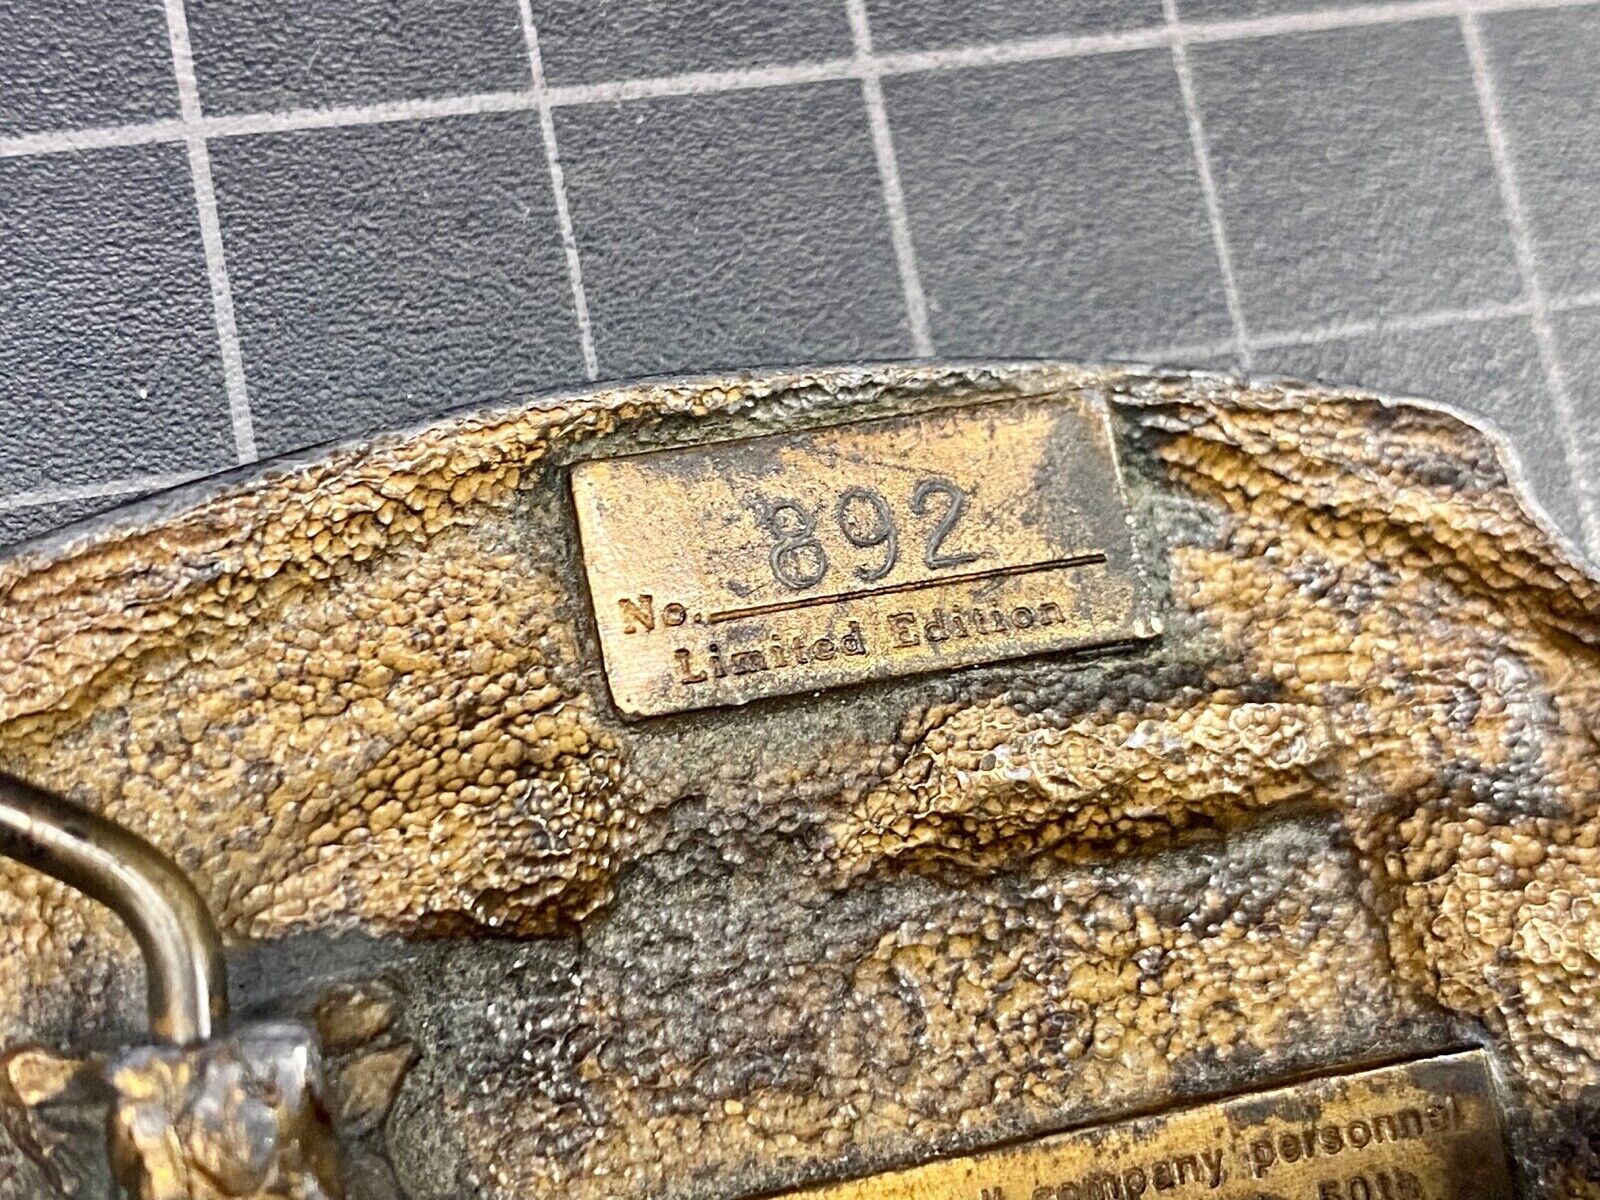 892
No.
Limited Edition
company personnel
50th